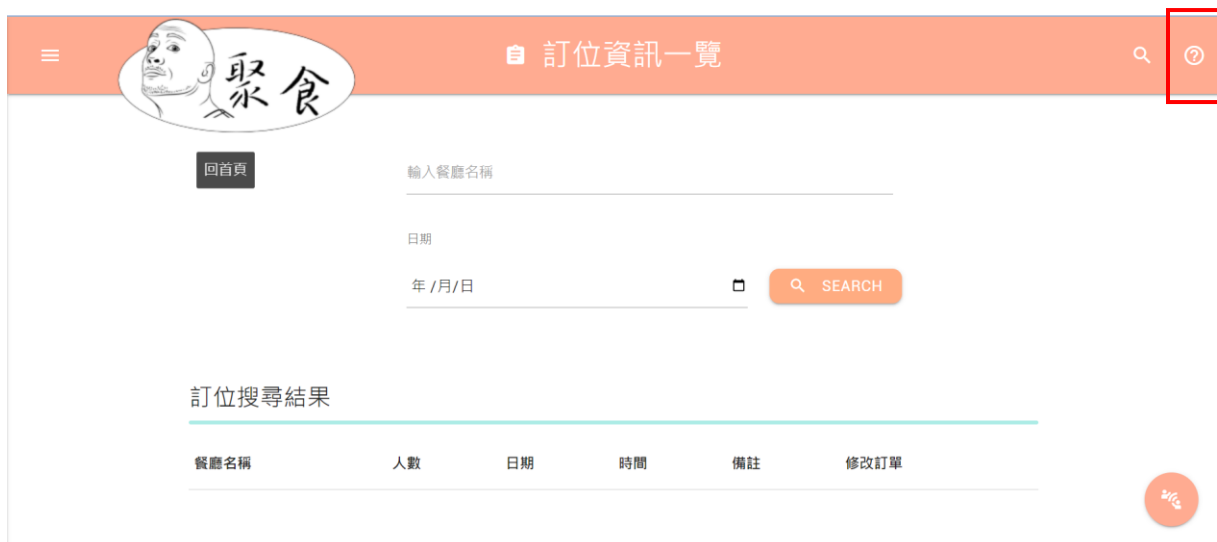 聚食
訂位資訊一覽
回首頁
輸入餐廳名稱
日期
年 /月/日
SEARCH
訂位搜尋結果
餐廳名稱 人數 日期 時間 備註 修改訂單